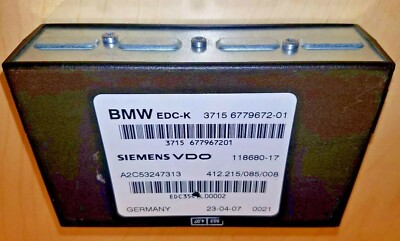 BMW EDC-K 3715 6779672-01
3715 677967201
SIEMENS VDO 118680-17
A2C53247313 412.215/085/008
GERMANY 23-04-07 0021